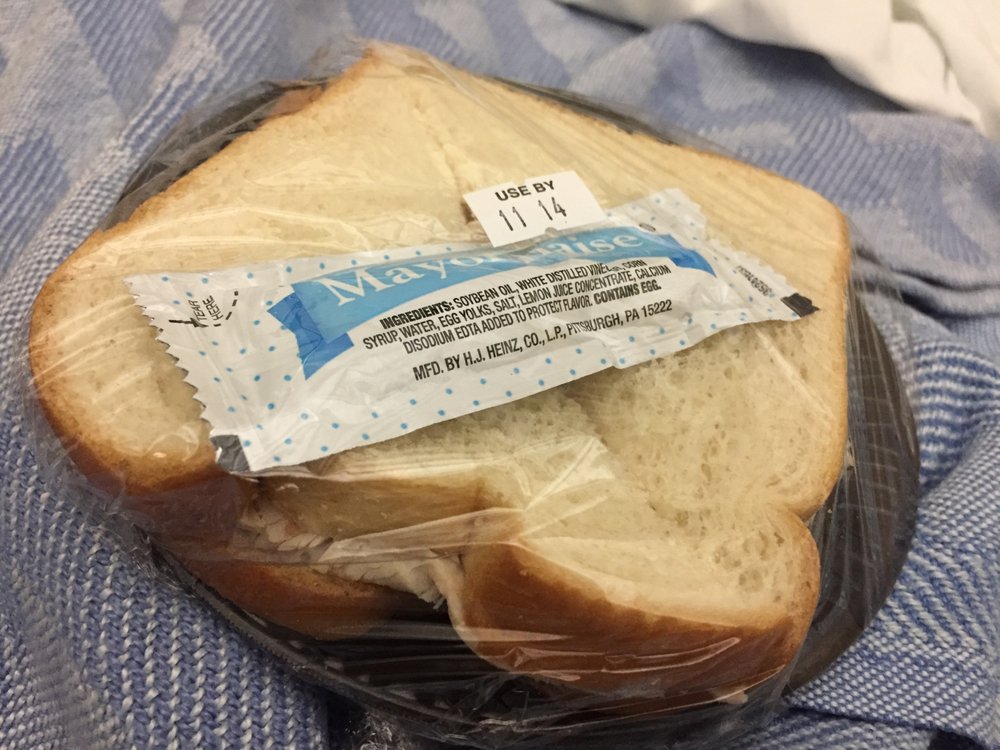 USE BY
11 14
TEAR
HERE
INGREDIENTS: SOYBEAN OIL, WHITE DISTILLED CORN
SYRUP, WATER, EGG YOLKS, SALT, LEMON JUICE CONCENTRATE, CALCIUM
DISODIUM EDTA ADDED TO PROTECT FLAVOR. CONTAINS EGG.
MFD. BY H.J. HEINZ, CO., L.P., PITTSBURGH, PA 15222